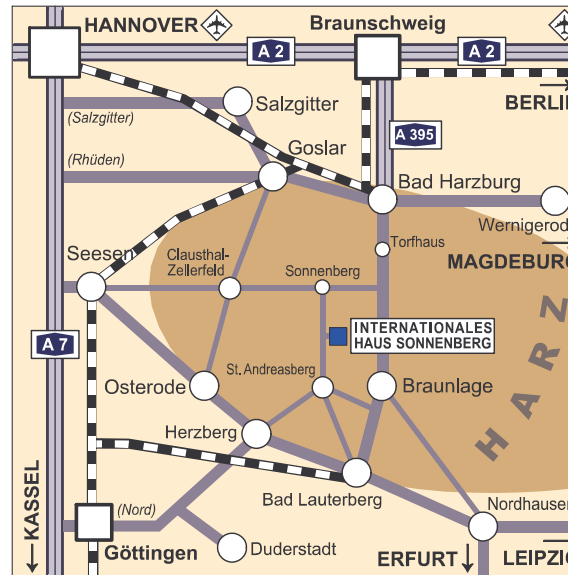 HANNOVER
Braunschweig
A 2
A 2
(Salzgitter)
Salzgitter
BERLIN
A 395
Goslar
(Rhüden)
Bad Harzburg
Wernigerod
Torfhaus
Seesen
Clausthal-
Zellerfeld
Sonnenberg
MAGDEBURG
HARZ
A 7
INTERNATIONALES
HAUS SONNENBERG
St. Andreasberg
Osterode
Braunlage
Herzberg
KASSEL
Bad Lauterberg
(Nord)
Nordhausen
Göttingen
Duderstadt
ERFURT
LEIPZIG